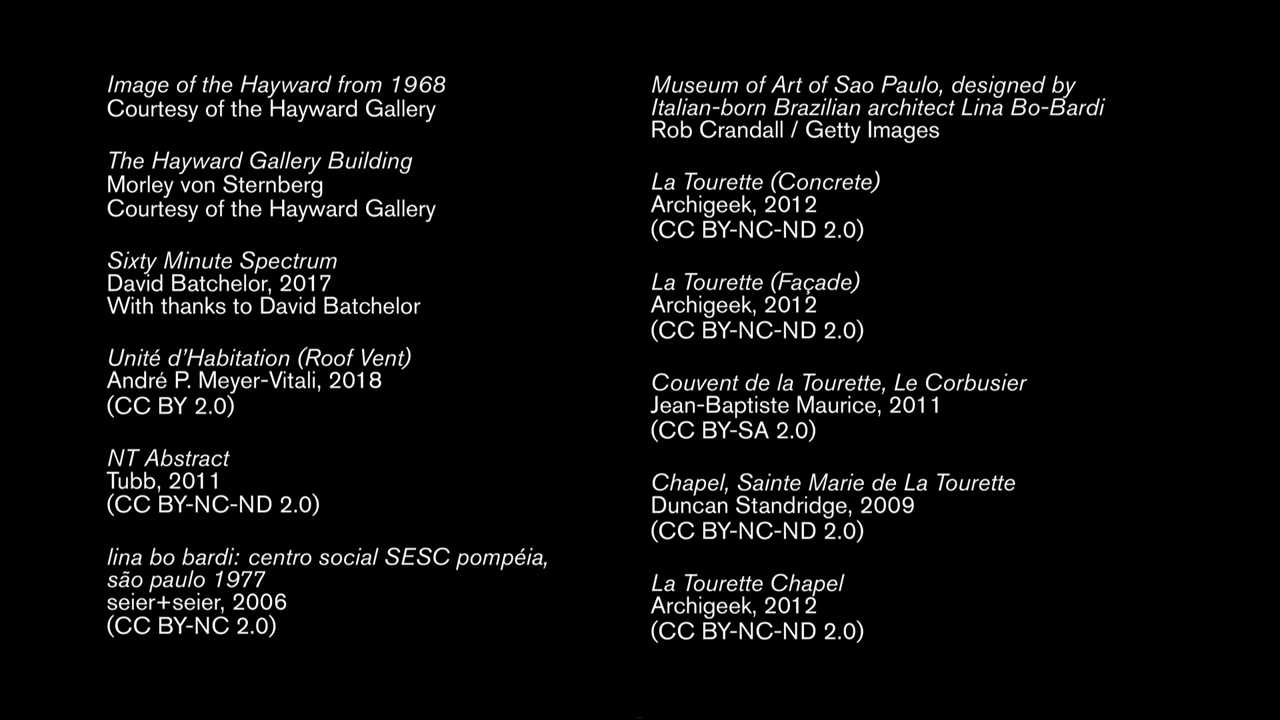 Image of the Hayward from 1968
Courtesy of the Hayward Gallery
The Hayward Gallery Building
Morley von Sternberg
Courtesy of the Hayward Gallery
Sixty Minute Spectrum
David Batchelor, 2017
With thanks to David Batchelor
Unité d’Habitation (Roof Vent)
André P. Meyer-Vitali, 2018
(CC BY 2.0)
NT Abstract
Tubb, 2011
(CC BY-NC-ND 2.0)
lina bo bardi: centro social SESC pompéia,
são paulo 1977
seier+seier, 2006
(CC BY-NC 2.0)
Museum of Art of Sao Paulo, designed by
Italian-born Brazilian architect Lina Bo-Bardi
Rob Crandall / Getty Images
La Tourette (Concrete)
Archigeek, 2012
(CC BY-NC-ND 2.0)
La Tourette (Façade)
Archigeek, 2012
(CC BY-NC-ND 2.0)
Couvent de la Tourette, Le Corbusier
Jean-Baptiste Maurice, 2011
(CC BY-SA 2.0)
Chapel, Sainte Marie de La Tourette
Duncan Standridge, 2009
(CC BY-NC-ND 2.0)
La Tourette Chapel
Archigeek, 2012
(CC BY-NC-ND 2.0)